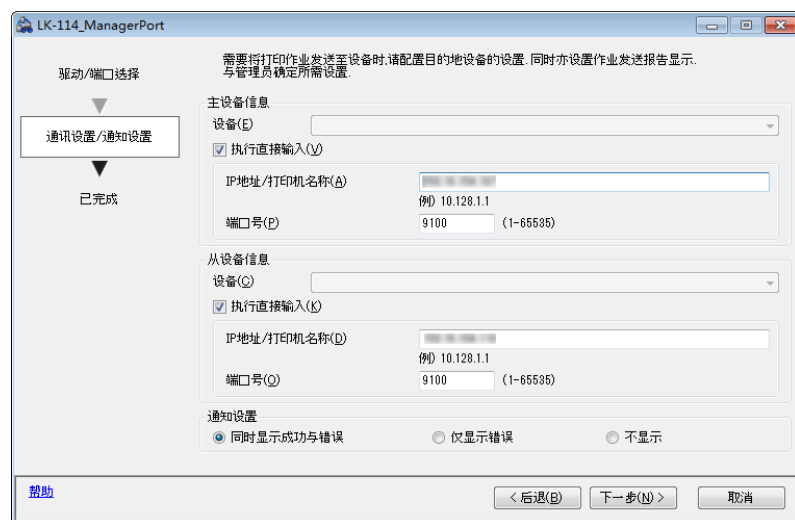 LK-114_ManagerPort
需要将打印作业发送至设备时,请配置目的地设备的设置.同时亦设置作业发送报告显示.
与管理员确定所需设置.
驱动/端口选择
通讯设置/通知设置
已完成
主设备信息
设备(E)
执行直接输入(V)
IP地址/打印机名称(A)
例) 10.128.1.1
端口号(P)
9100
(1-65535)
从设备信息
设备(C)
执行直接输入(K)
IP地址/打印机名称(D)
例) 10.128.1.1
端口号(O)
9100
(1-65535)
通知设置
同时显示成功与错误
仅显示错误
不显示
帮助
< 后退(B)
下一步(N) >
取消